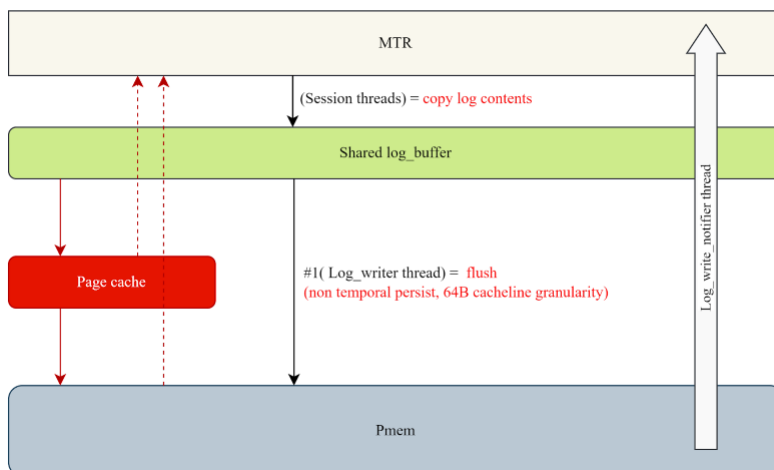 MTR
(Session threads) = copy log contents
Shared log_buffer
Page cache
#1( Log_writer thread) = flush
(non temporal persist, 64B cacheline granularity)
Log_write_notifier thread
Pmem